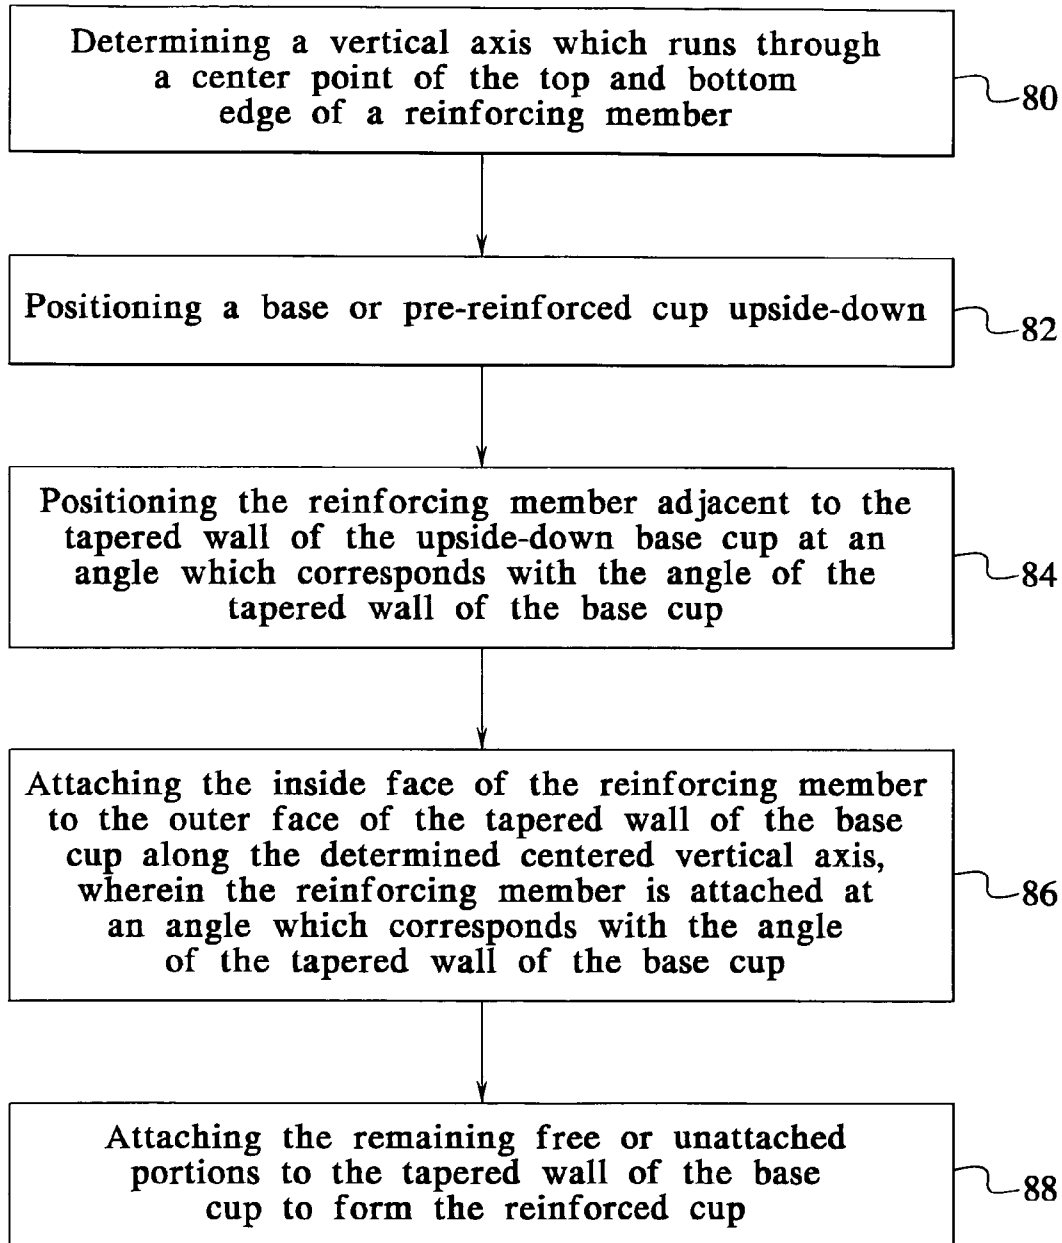 Determining a vertical axis which runs through
a center point of the top and bottom
edge of a reinforcing member
80
Positioning a base or pre-reinforced cup upside-down
82
Positioning the reinforcing member adjacent to the
tapered wall of the upside-down base cup at an
angle which corresponds with the angle of the
tapered wall of the base cup
84
Attaching the inside face of the reinforcing member
to the outer face of the tapered wall of the base
cup along the determined centered vertical axis,
wherein the reinforcing member is attached at
an angle which corresponds with the angle
of the tapered wall of the base cup
86
Attaching the remaining free or unattached
portions to the tapered wall of the base
cup to form the reinforced cup
88